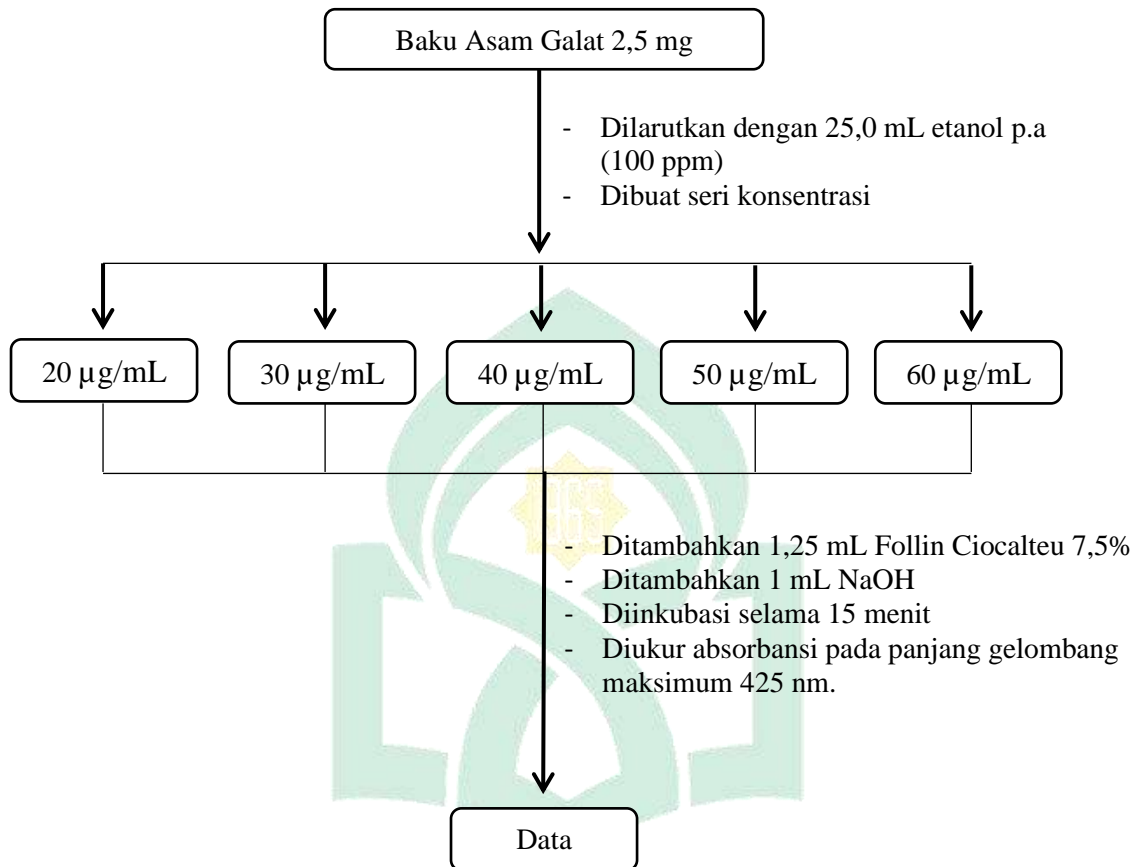 Baku Asam Galat 2,5 mg
- Dilarutkan dengan 25,0 mL etanol p.a
(100 ppm)
- Dibuat seri konsentrasi
20 µg/mL
30 µg/mL
40 µg/mL
50 µg/mL
60 µg/mL
- Ditambahkan 1,25 mL Follin Ciocalteu 7,5%
- Ditambahkan 1 mL NaOH
- Diinkubasi selama 15 menit
- Diukur absorbansi pada panjang gelombang
maksimum 425 nm.
Data